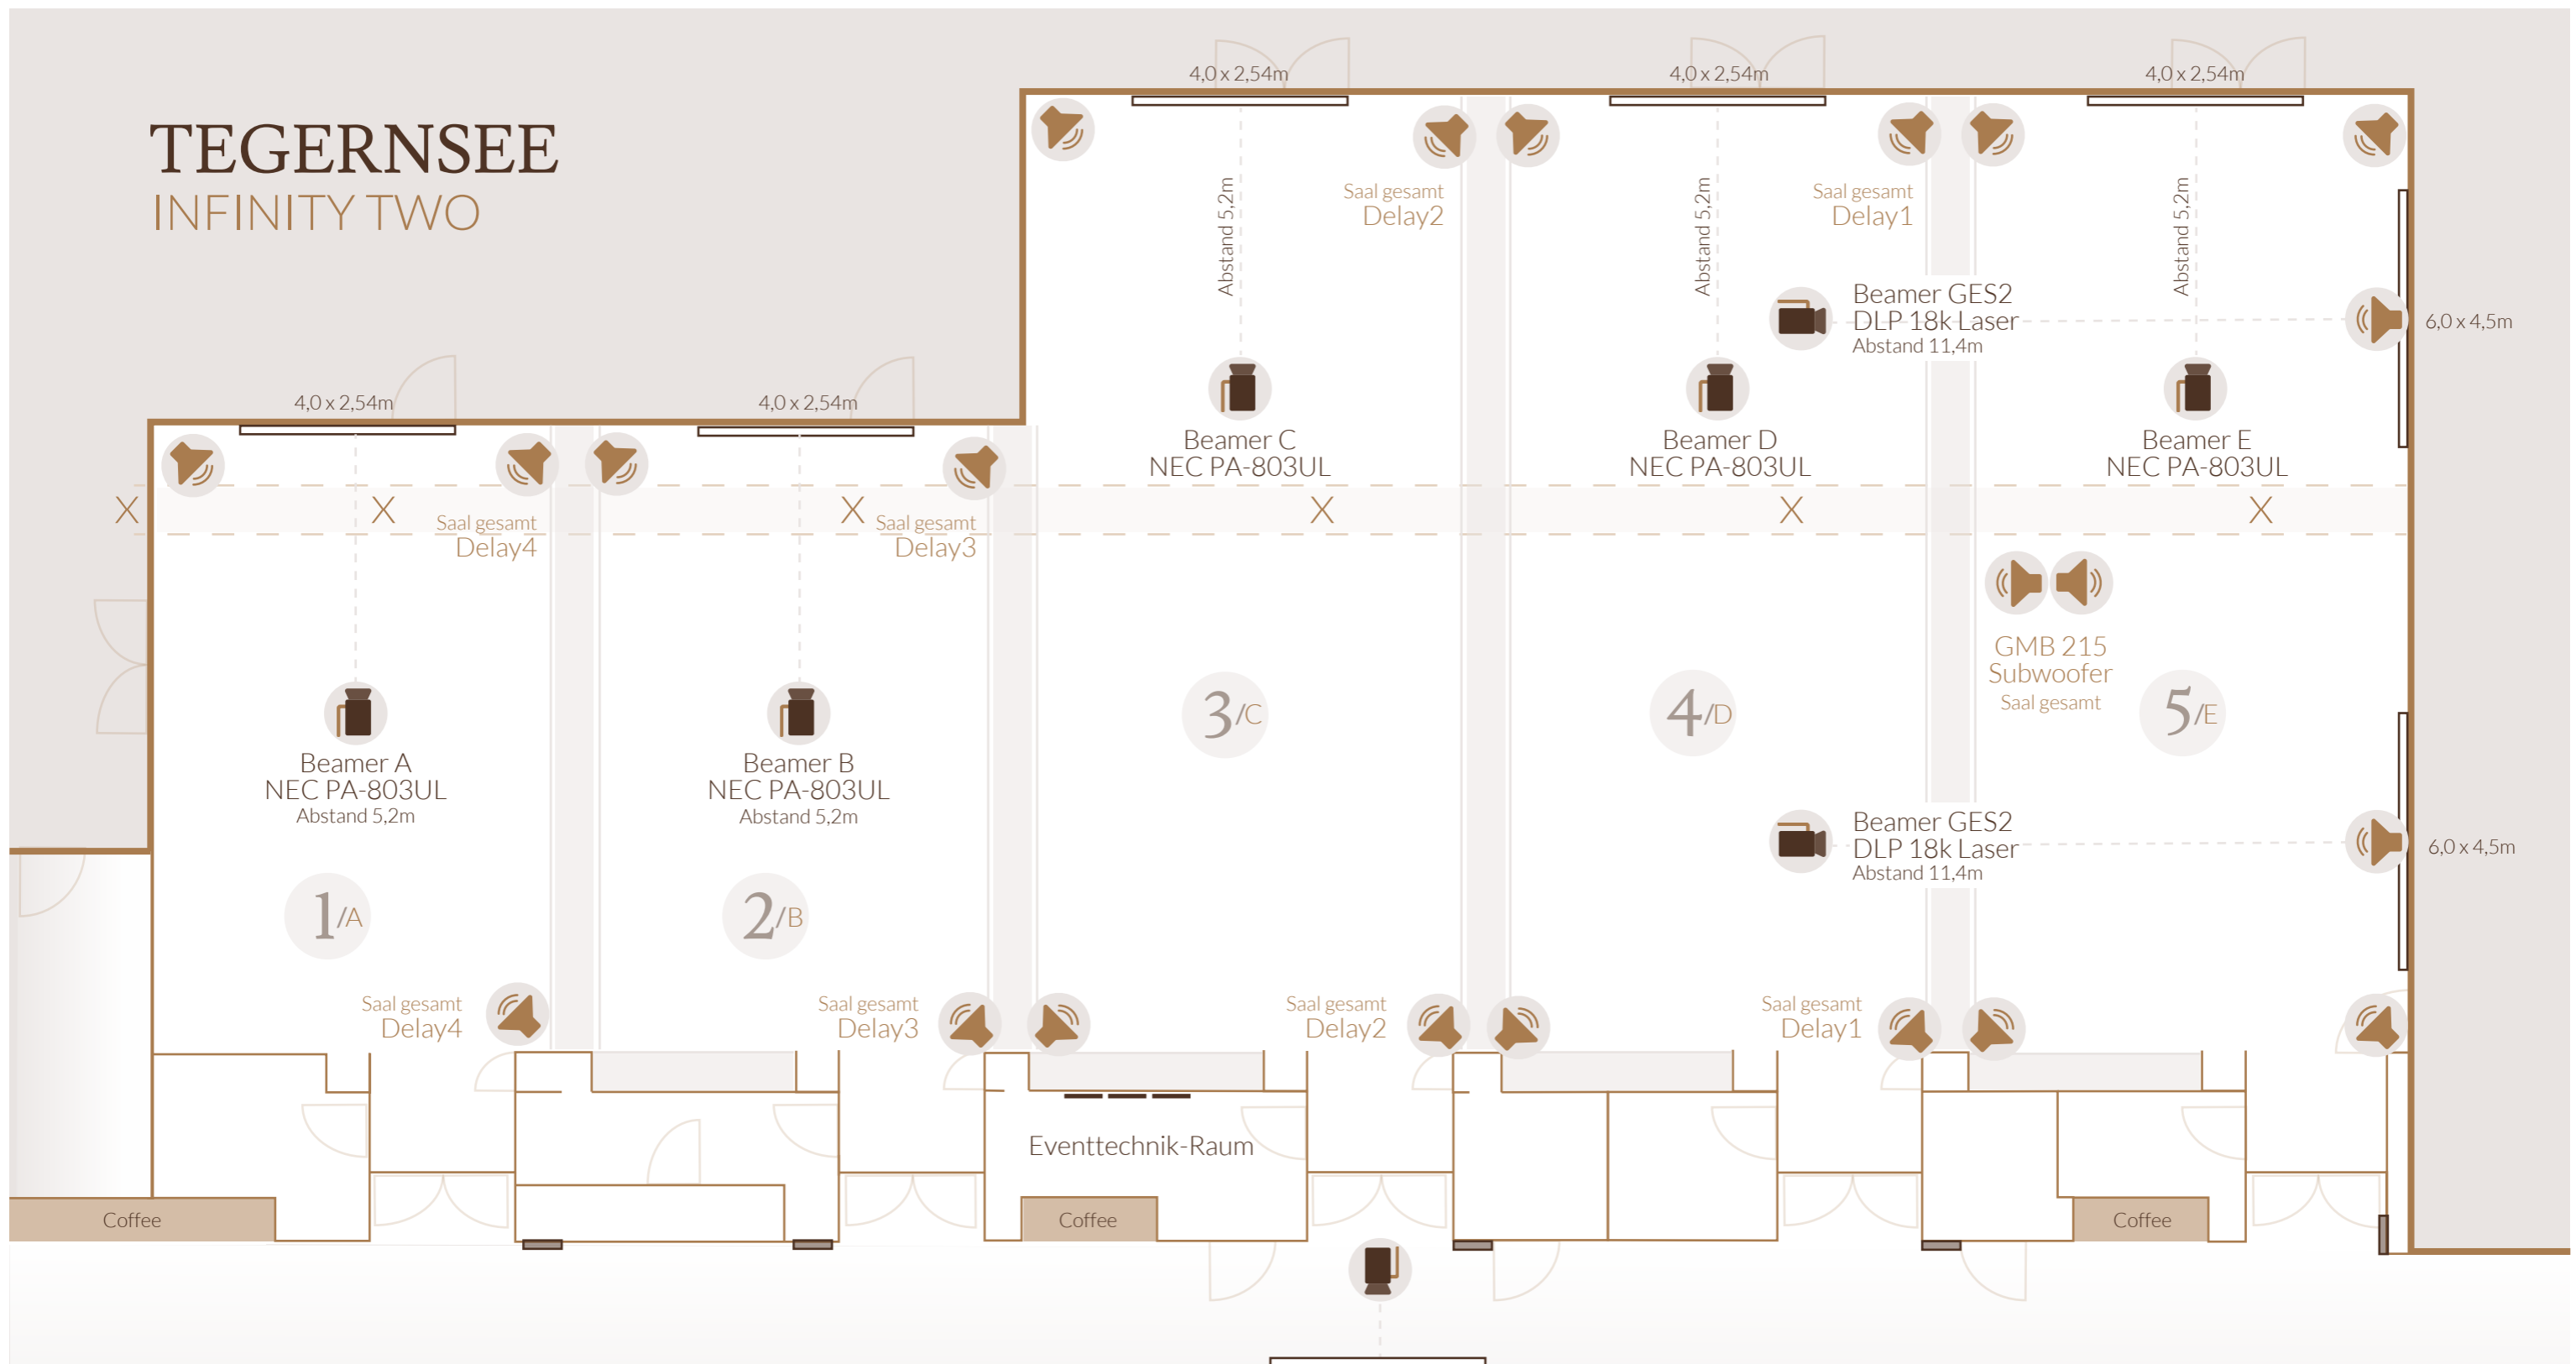 TEGERNSEE
INFINITY TWO
4,0 x 2,54m
4,0 x 2,54m
4,0 x 2,54m
Abstand 5,2m
Abstand 5,2m
Abstand 5,2m
Saal gesamt
Delay2
Saal gesamt
Delay1
Beamer GES2
DLP 18k Laser
Abstand 11,4m
6,0 x 4,5m
4,0 x 2,54m
4,0 x 2,54m
Beamer C
NEC PA-803UL
Beamer D
NEC PA-803UL
Beamer E
NEC PA-803UL
X
X
X
X
X
X
Saal gesamt
Delay4
Saal gesamt
Delay3
GMB 215
Subwoofer
Saal gesamt
3/C
4/D
5/E
Beamer A
NEC PA-803UL
Abstand 5,2m
Beamer B
NEC PA-803UL
Abstand 5,2m
Beamer GES2
DLP 18k Laser
Abstand 11,4m
6,0 x 4,5m
1/A
2/B
Saal gesamt
Delay4
Saal gesamt
Delay3
Saal gesamt
Delay2
Saal gesamt
Delay1
Eventtechnik-Raum
Coffee
Coffee
Coffee